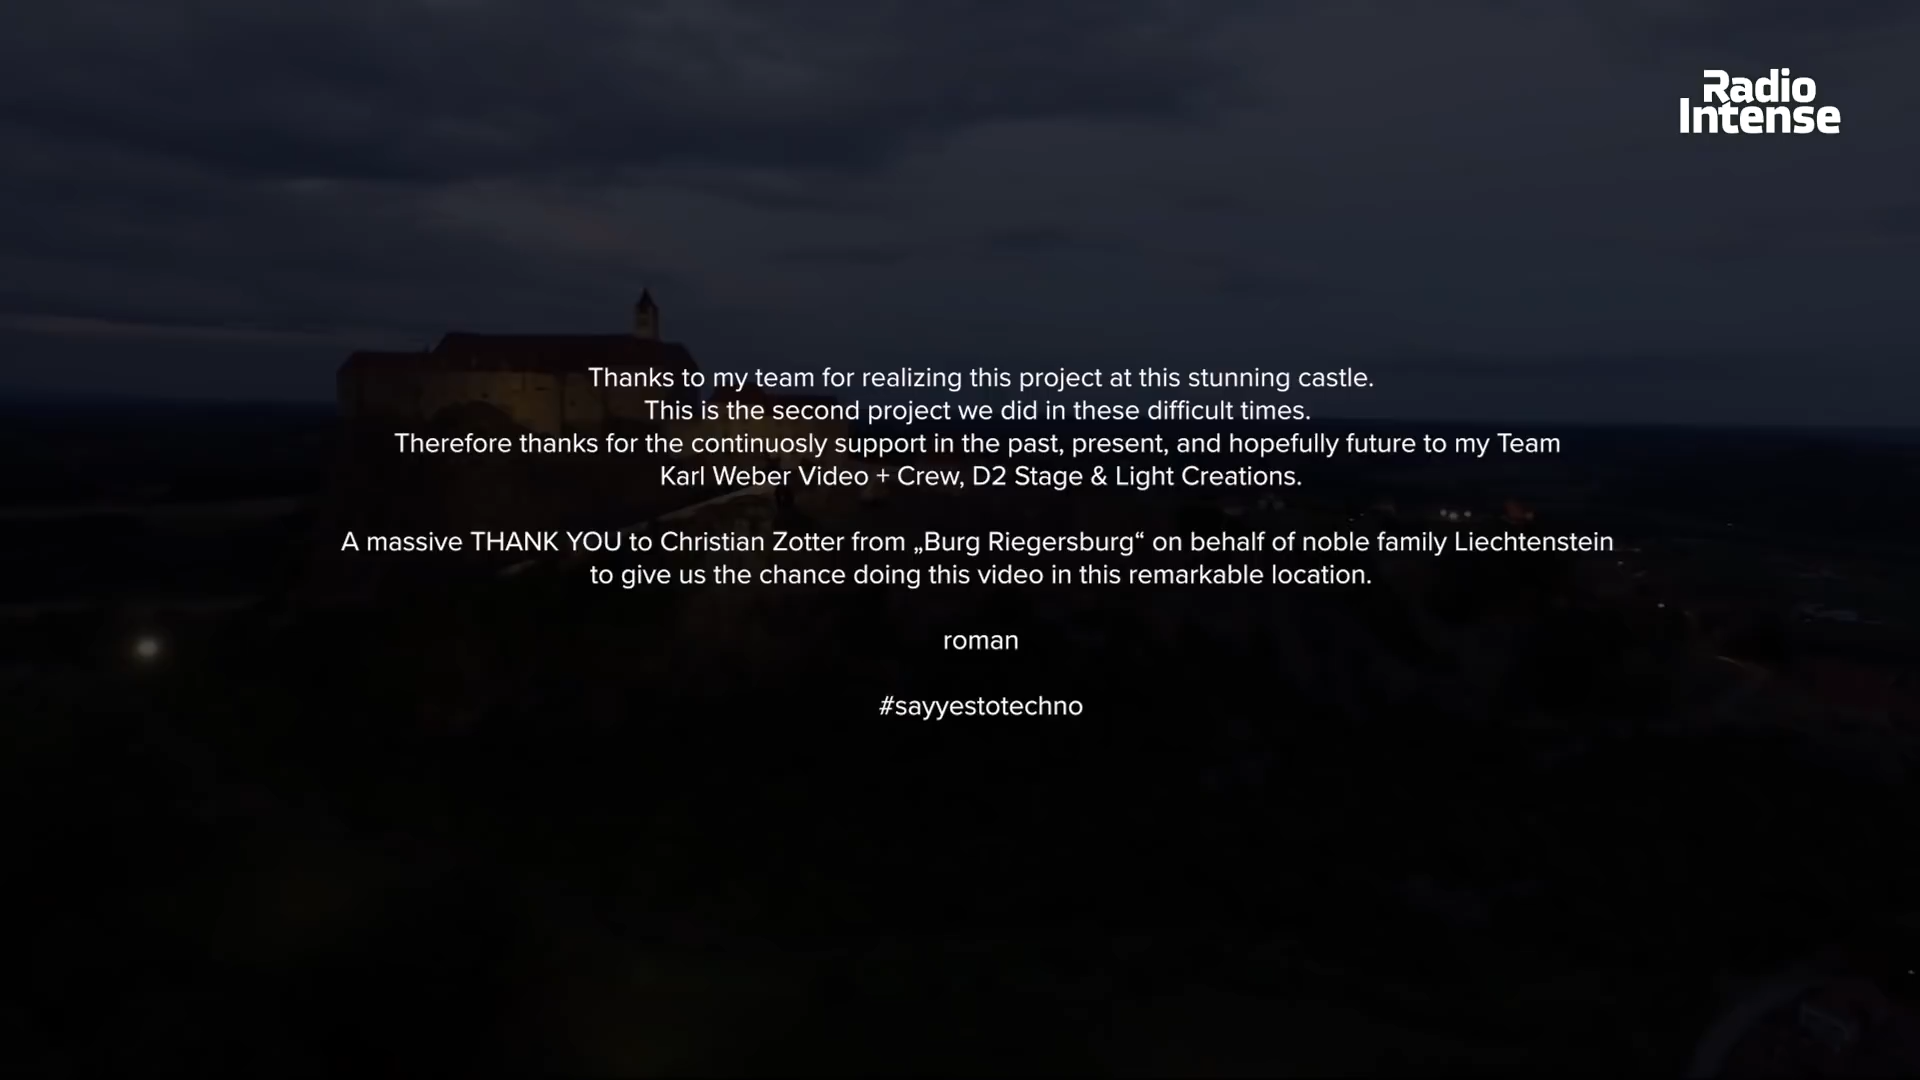 Radio
Intense
Thanks to my team for realizing this project at this stunning castle.
This is the second project we did in these difficult times.
Therefore thanks for the continuosly support in the past, present, and hopefully future to my Team
Karl Weber Video + Crew, D2 Stage & Light Creations.
A massive THANK YOU to Christian Zotter from „Burg Riegersburg“ on behalf of noble family Liechtenstein
to give us the chance doing this video in this remarkable location.
roman
#sayyestotechno